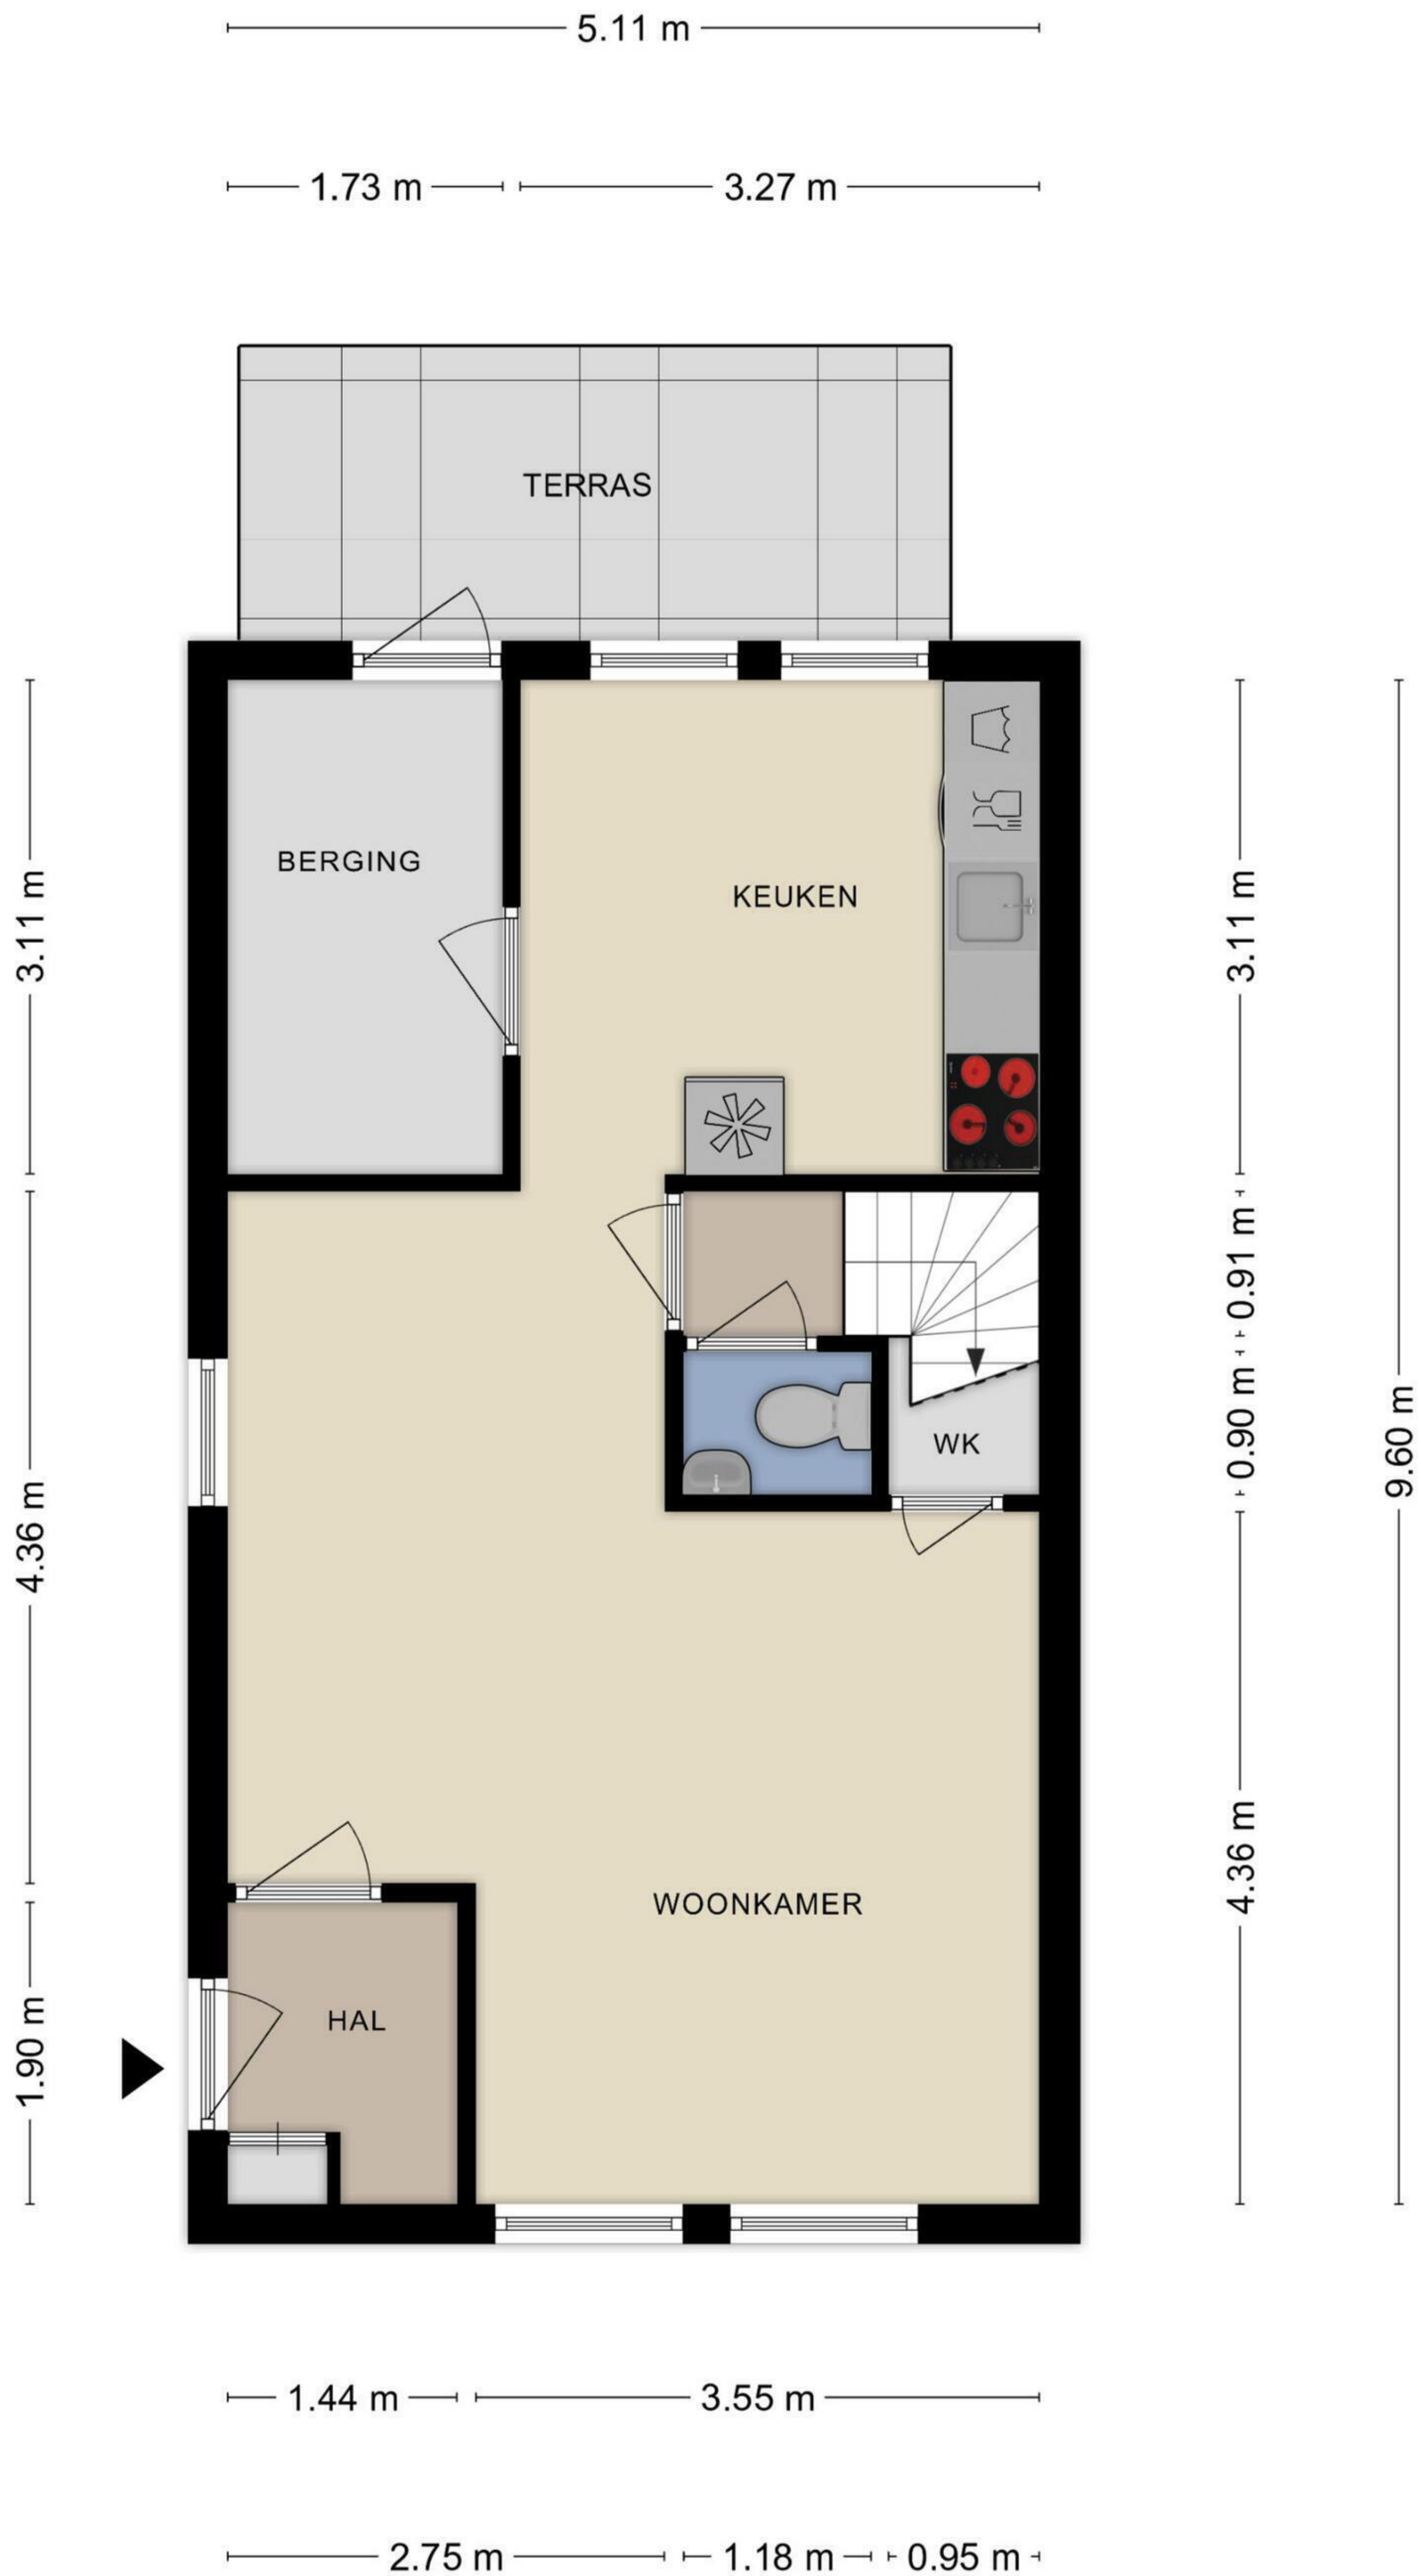 5.11 m
1.73 m
3.27 m
TERRAS
BERGING
KEUKEN
3.11 m
3.11 m
0.91 m
0.90 m
WK
4.36 m
9.60 m
4.36 m
WOONKAMER
HAL
1.90 m
1.44 m
3.55 m
2.75 m
1.18 m
0.95 m